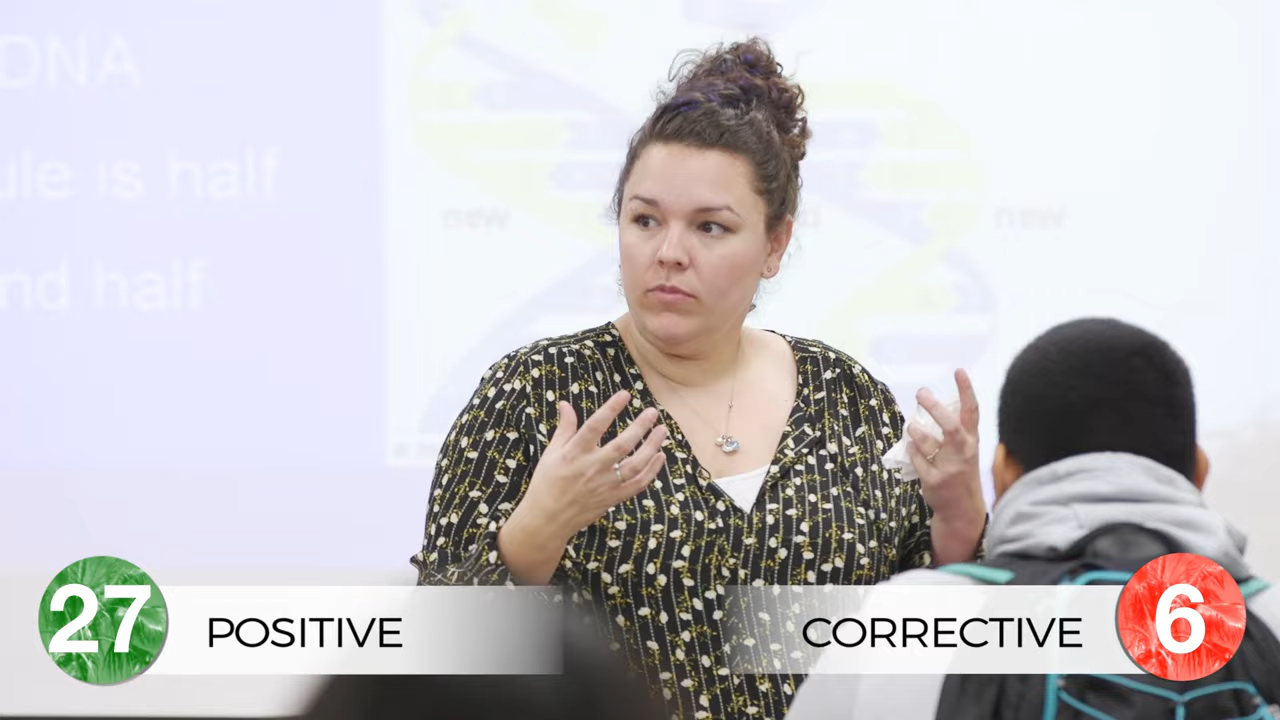 DNA
ule is half
nd half
new
new
27 POSITIVE
CORRECTIVE 6